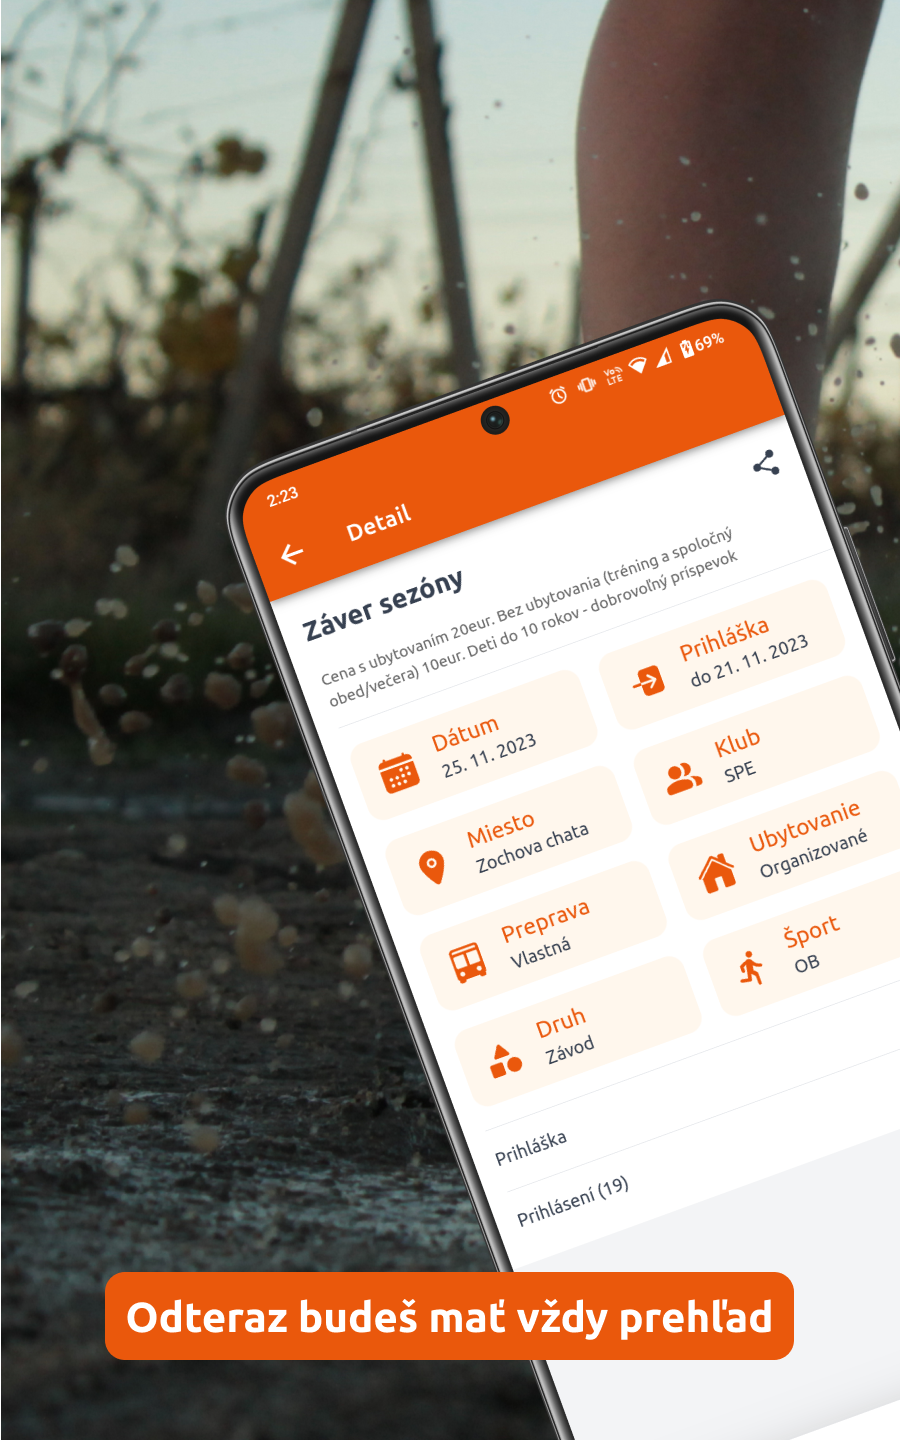 2:23
Vo
LTE
69%
Detail
Záver sezóny
Cena s ubytovaním 20eur. Bez ubytovania (tréning a spoločný
obed/večera) 10eur. Deti do 10 rokov - dobrovoľný príspevok
Dátum
25. 11. 2023
Prihláška
do 21. 11. 2023
Miesto
Zochova chata
Klub
SPE
Preprava
Vlastná
Ubytovanie
Organizované
Druh
Závod
Šport
OB
Prihláška
Prihlásení (19)
Odteraz budeš mať vždy prehľad